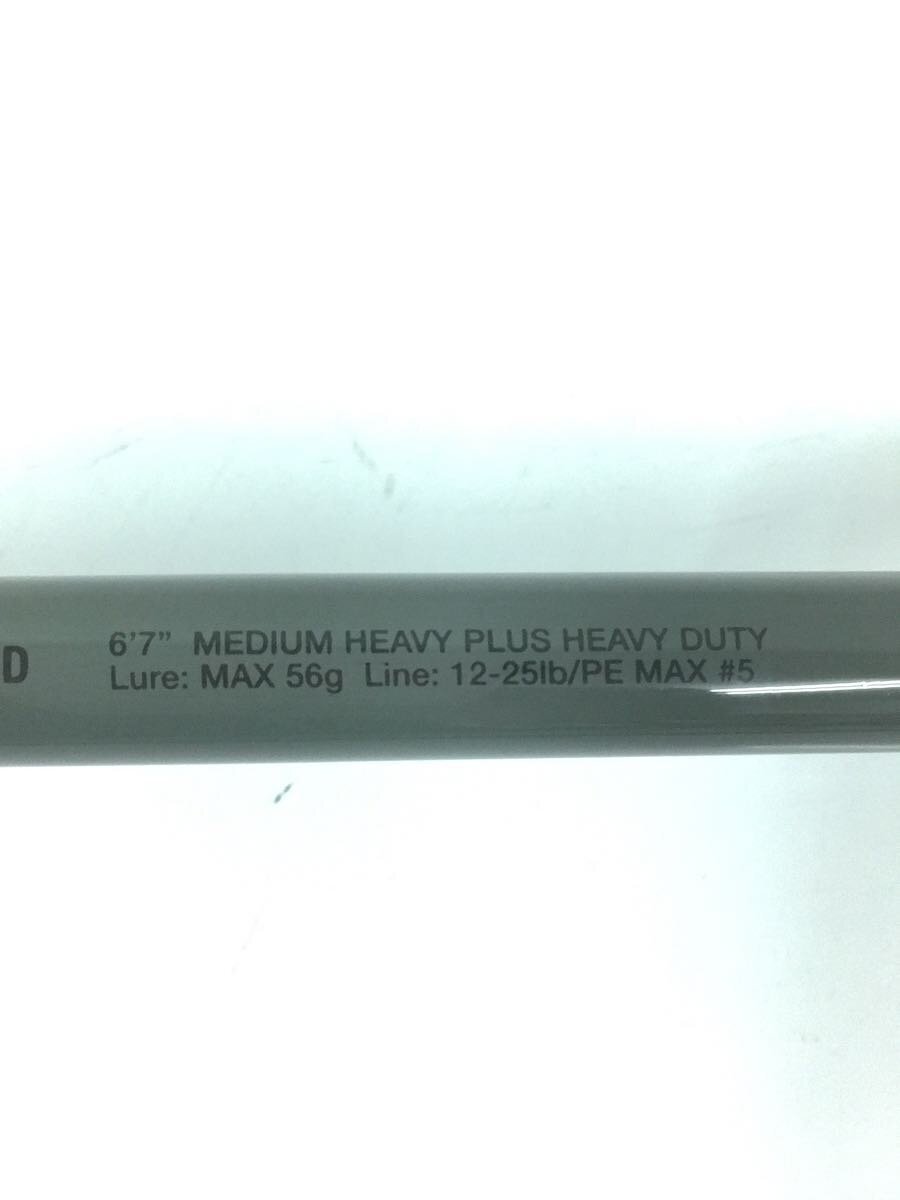 D
6'7” MEDIUM HEAVY PLUS HEAVY DUTY
Lure: MAX 56g Line: 12-25lb/PE MAX #5